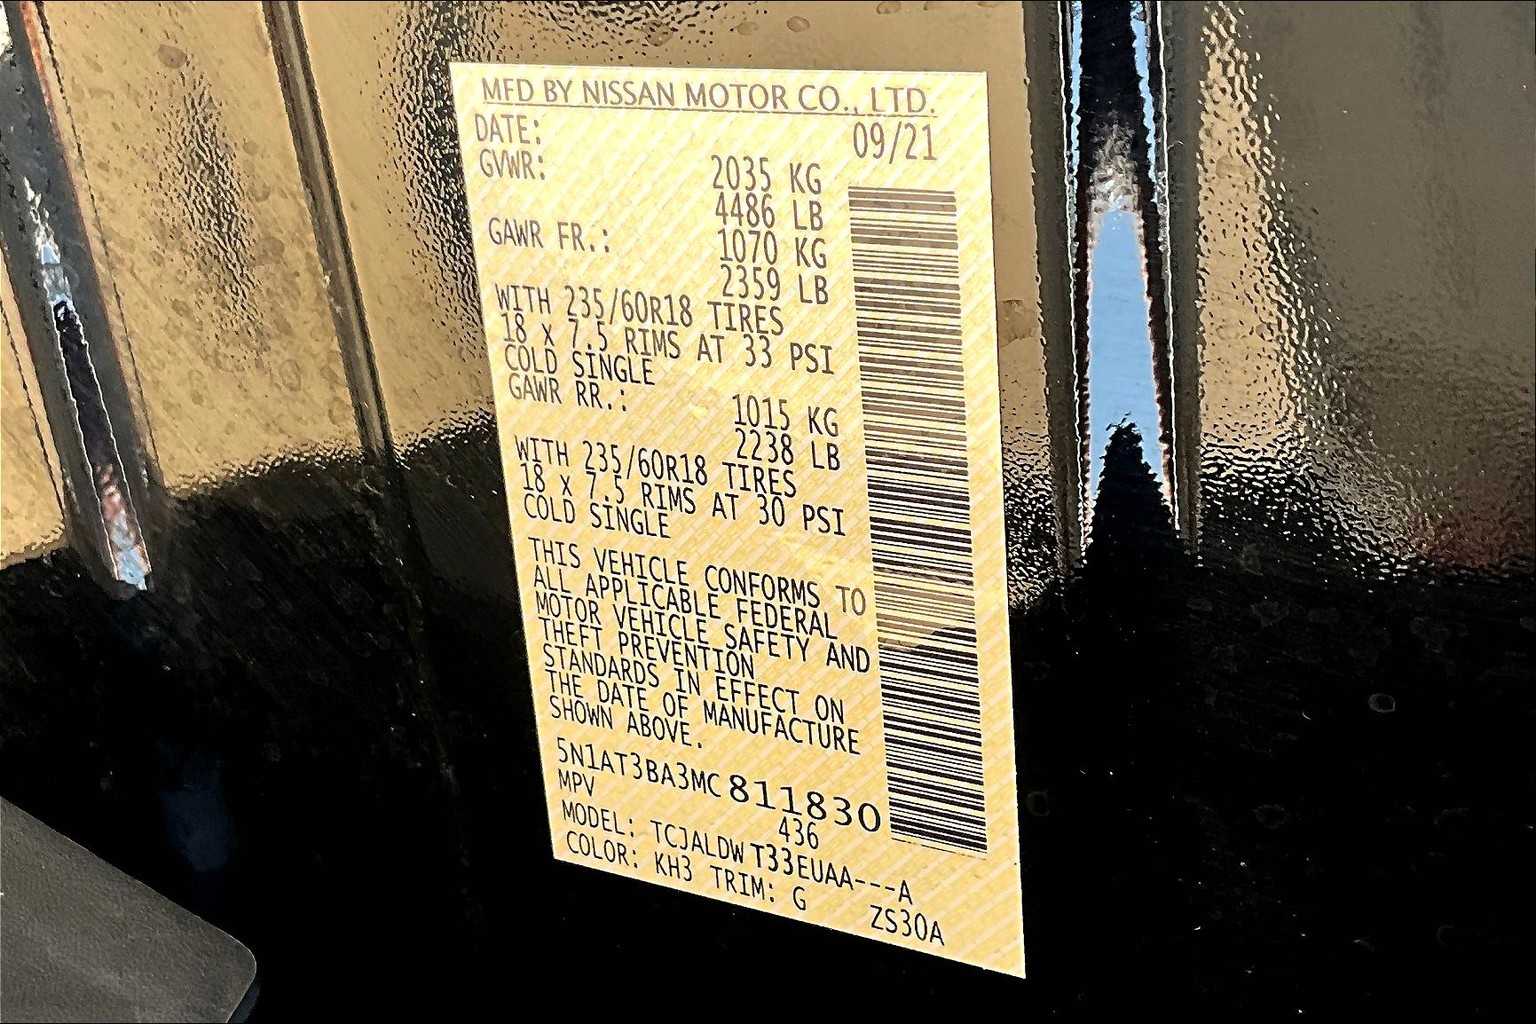 MFD BY NISSAN MOTOR CO., LTD.
DATE: 09/21
GVWR: 2035 KG
4486 LB
GAWR FR.: 1070 KG
2359 LB
WITH 235/60R18 TIRES
18 X 7.5 RIMS AT 33 PSI
COLD SINGLE
GAWR RR.: 1015 KG
2238 LB
WITH 235/60R18 TIRES
18 X 7.5 RIMS AT 30 PSI
COLD SINGLE
THIS VEHICLE CONFORMS TO
ALL APPLICABLE FEDERAL
MOTOR VEHICLE SAFETY AND
THEFT PREVENTION
STANDARDS IN EFFECT ON
THE DATE OF MANUFACTURE
SHOWN ABOVE.
5N1AT3BA3MC811830
MPV 436
MODEL: TCJALDWT33EUAA---A
COLOR: KH3 TRIM: G ZS30A